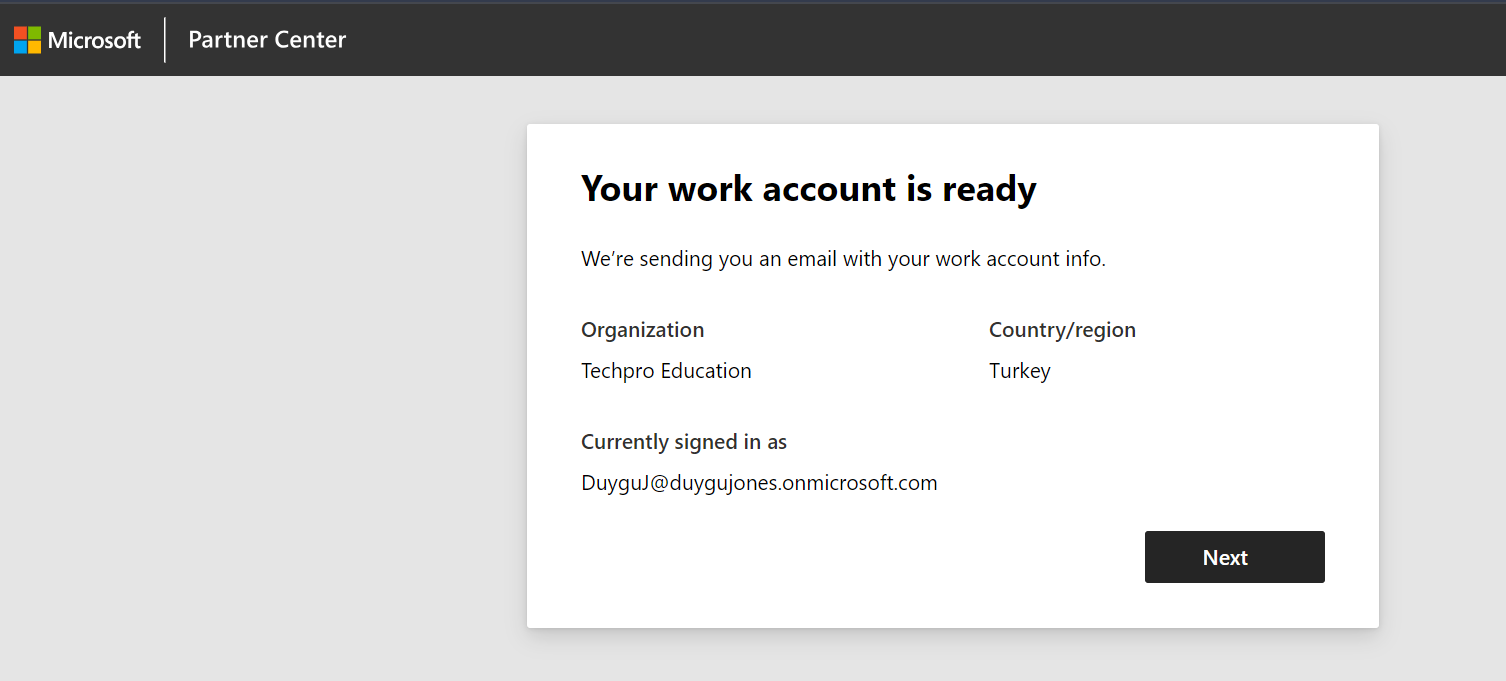 Microsoft Partner Center
Your work account is ready
We’re sending you an email with your work account info.
Organization
Country/region
Techpro Education
Turkey
Currently signed in as
DuyguJ@duygujones.onmicrosoft.com
Next